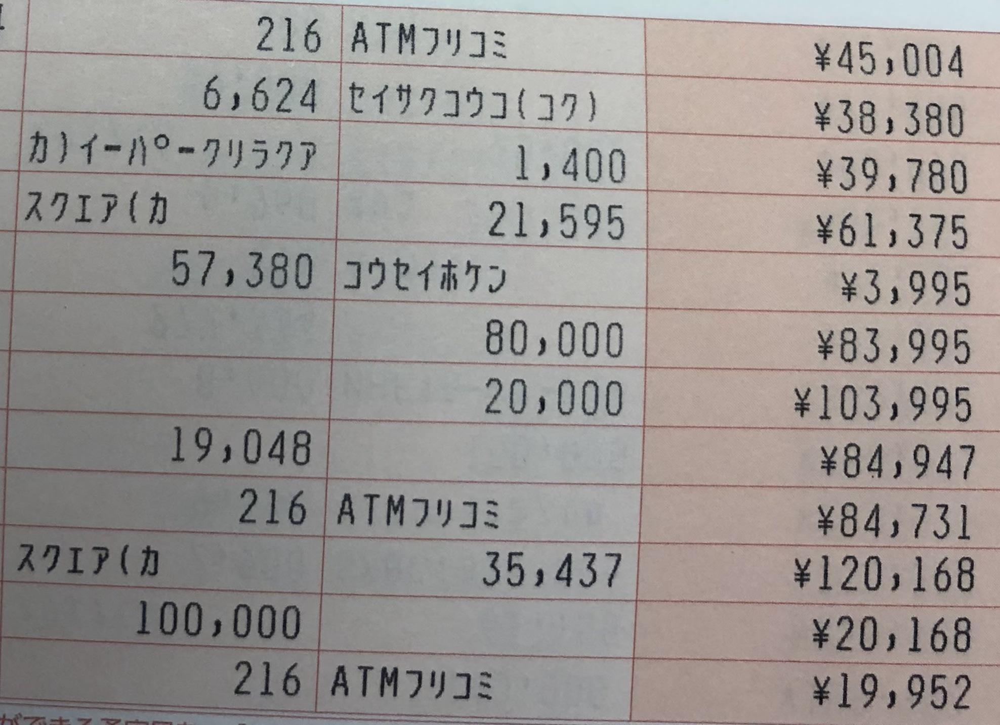 216 ATMフリコミ ¥45,004
6,624 セイサクコウコ(コク) ¥38,380
カ)イーパークリラクア 1,400 ¥39,780
スクエア(カ 21,595 ¥61,375
57,380 コウセイホケン ¥3,995
80,000 ¥83,995
20,000 ¥103,995
19,048 ¥84,947
216 ATMフリコミ ¥84,731
スクエア(カ 35,437 ¥120,168
100,000 ¥20,168
216 ATMフリコミ ¥19,952